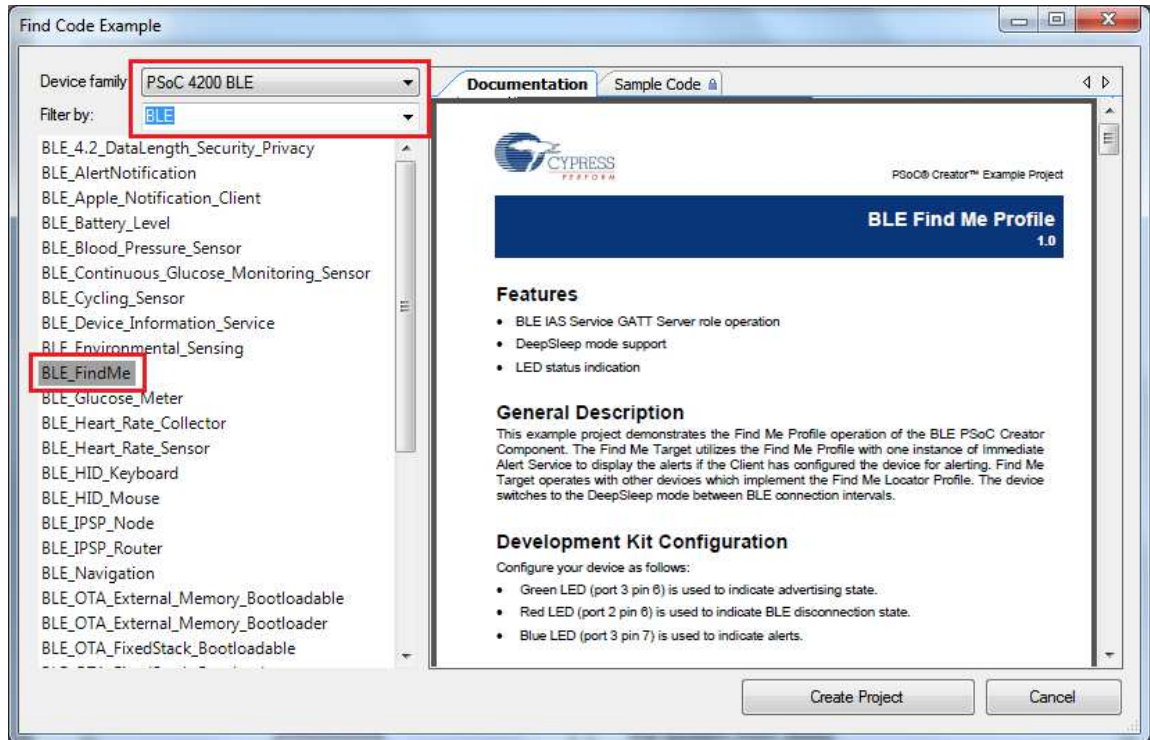 Find Code Example
Device family PSoC 4200 BLE
Filter by: BLE
BLE_4.2_DataLength_Security_Privacy
BLE_AlertNotification
BLE_Apple_Notification_Client
BLE_Battery_Level
BLE_Blood_Pressure_Sensor
BLE_Continuous_Glucose_Monitoring_Sensor
BLE_Cycling_Sensor
BLE_Device_Information_Service
BLE_Environmental_Sensing
BLE_FindMe
BLE_Glucose_Meter
BLE_Heart_Rate_Collector
BLE_Heart_Rate_Sensor
BLE_HID_Keyboard
BLE_HID_Mouse
BLE_IPSP_Node
BLE_IPSP_Router
BLE_Navigation
BLE_OTA_External_Memory_Bootloadable
BLE_OTA_External_Memory_Bootloader
BLE_OTA_FixedStack_Bootloadable
Documentation Sample Code
CYPRESS
PERFORM
PSoC® Creator™ Example Project
BLE Find Me Profile
1.0
Features
• BLE IAS Service GATT Server role operation
• DeepSleep mode support
• LED status indication
General Description
This example project demonstrates the Find Me Profile operation of the BLE PSoC Creator
Component. The Find Me Target utilizes the Find Me Profile with one instance of Immediate
Alert Service to display the alerts if the Client has configured the device for alerting. Find Me
Target operates with other devices which implement the Find Me Locator Profile. The device
switches to the DeepSleep mode between BLE connection intervals.
Development Kit Configuration
Configure your device as follows:
• Green LED (port 3 pin 6) is used to indicate advertising state.
• Red LED (port 2 pin 6) is used to indicate BLE disconnection state.
• Blue LED (port 3 pin 7) is used to indicate alerts.
Create Project Cancel